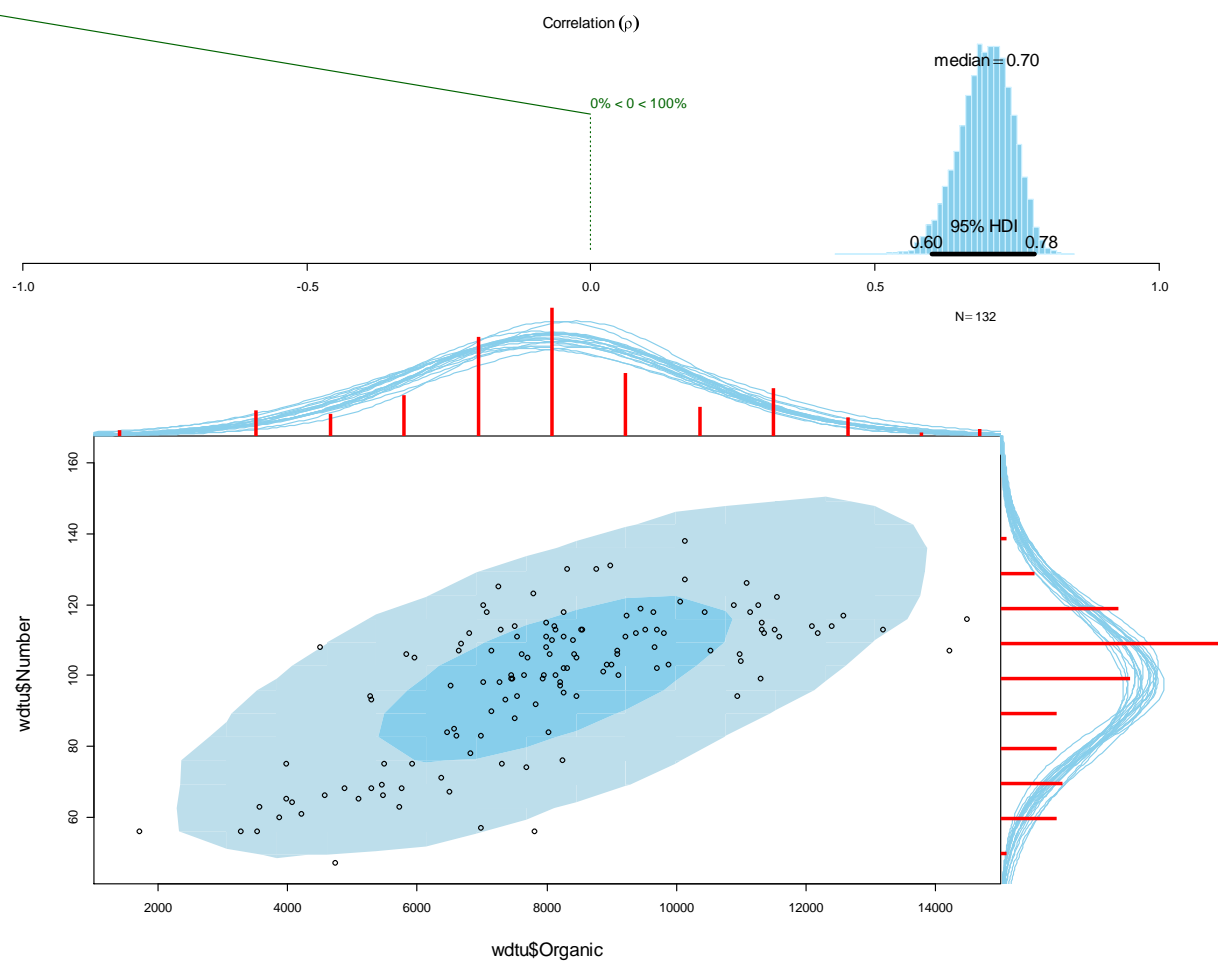 Correlation (ρ)
median = 0.70
0% < 0 < 100%
95% HDI
0.60 0.78
-1.0 -0.5 0.0 0.5 1.0
N= 132
160
140
120
100
80
60
wdtu$Number
2000 4000 6000 8000 10000 12000 14000
wdtu$Organic